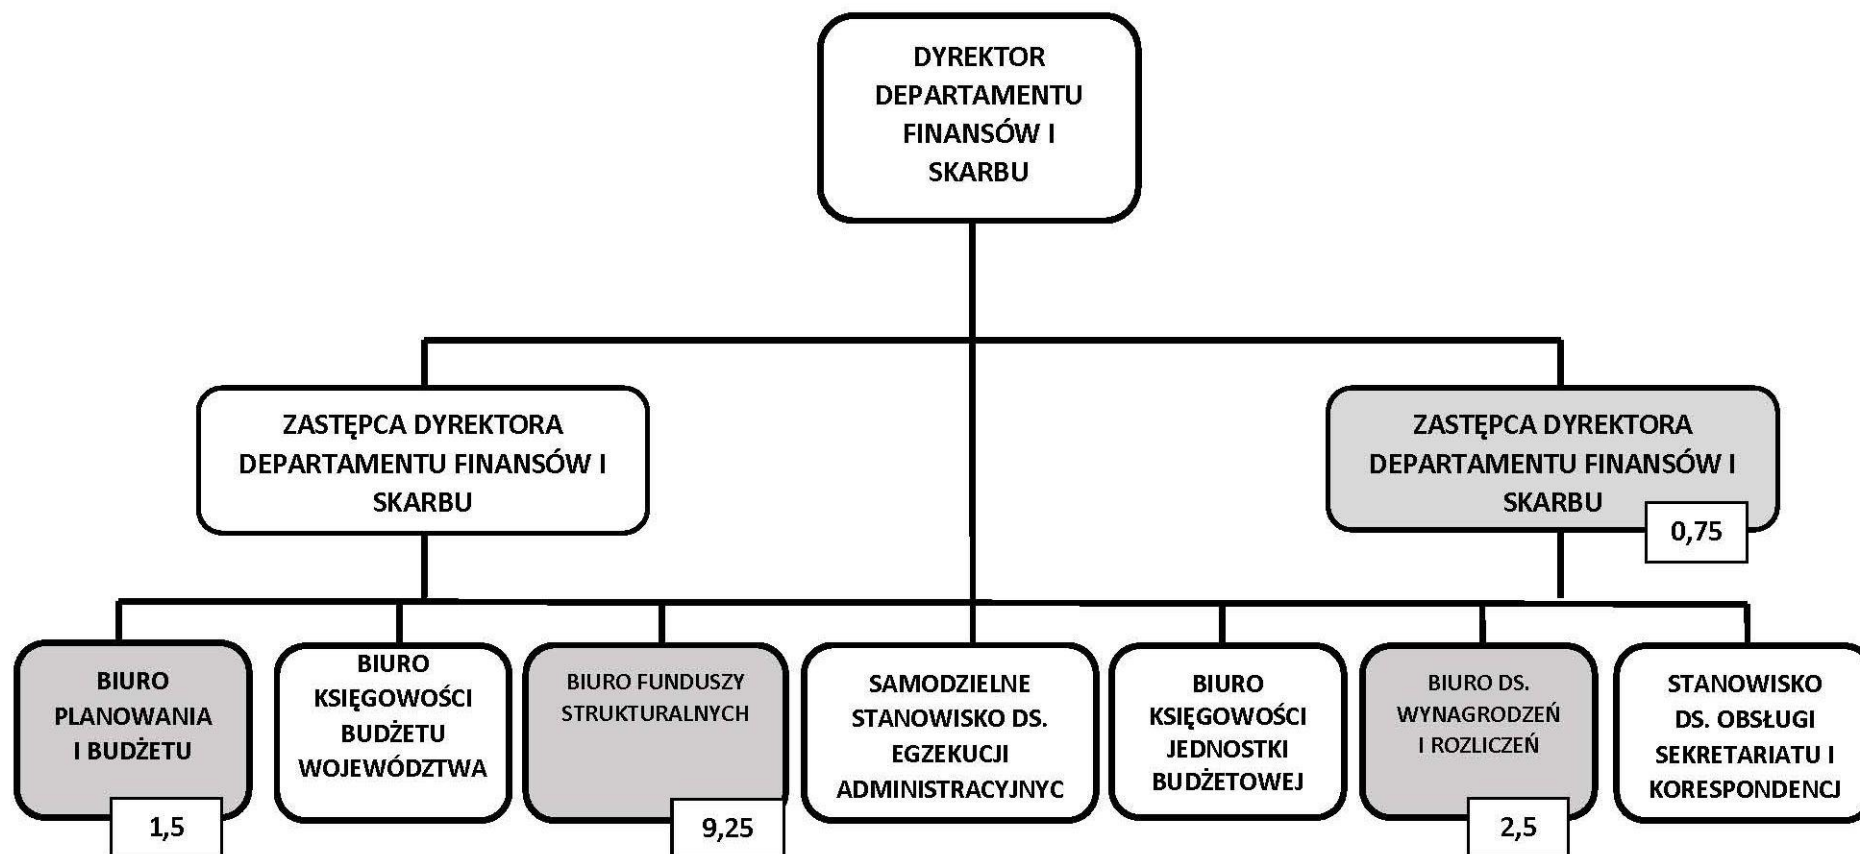 DYREKTOR
DEPARTAMENTU
FINANSÓW I
SKARBU
ZASTĘPCA DYREKTORA
DEPARTAMENTU FINANSÓW I
SKARBU
ZASTĘPCA DYREKTORA
DEPARTAMENTU FINANSÓW I
SKARBU
0,75
BIURO
PLANOWANIA
I BUDŻETU
1,5
BIURO
KSIĘGOWOŚCI
BUDŻETU
WOJEWÓDZTWA
BIURO FUNDUSZY
STRUKTURALNYCH
9,25
SAMODZIELNE
STANOWISKO DS.
EGZEKUCJI
ADMINISTRACYJNYC
BIURO
KSIĘGOWOŚCI
JEDNOSTKI
BUDŻETOWEJ
BIURO DS.
WYNAGRODZEŃ
I ROZLICZEŃ
2,5
STANOWISKO
DS. OBSŁUGI
SEKRETARIATU I
KORESPONDENCJ